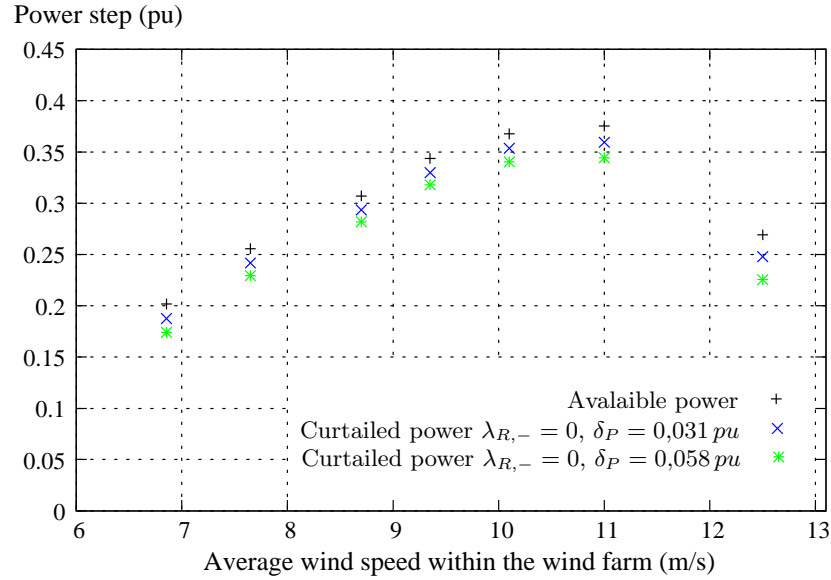 Power step (pu)
0.45
0.4
0.35
0.3
0.25
0.2
0.15
0.1
0.05
0
Avalaible power
Curtailed power λ_{R,−} = 0, δ_P = 0,031 pu
Curtailed power λ_{R,−} = 0, δ_P = 0,058 pu
6 7 8 9 10 11 12 13
Average wind speed within the wind farm (m/s)